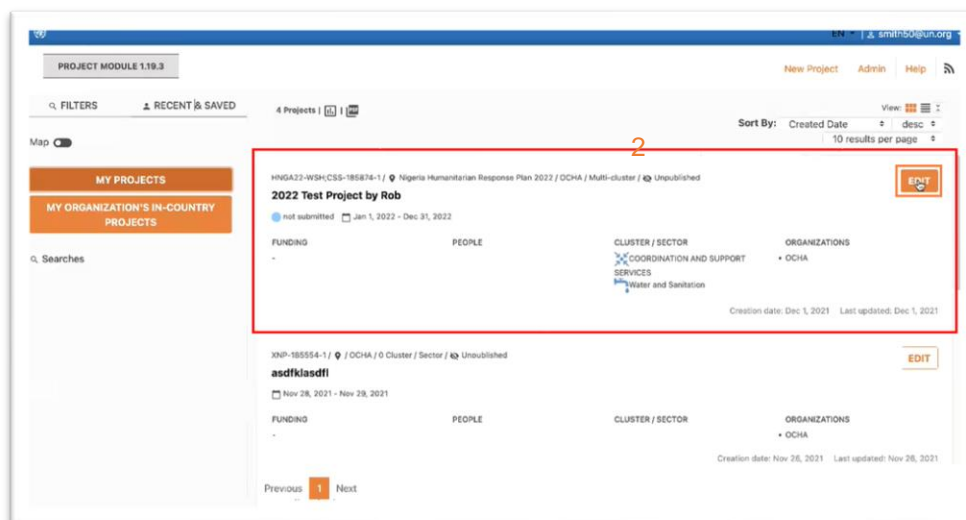 EN | smith50@un.org
PROJECT MODULE 1.19.3
New Project Admin Help
FILTERS RECENT & SAVED
4 Projects | |
View:
Sort By: Created Date desc
Map
10 results per page
2
MY PROJECTS
MY ORGANIZATION'S IN-COUNTRY
PROJECTS
Searches
HNGA22-WSH;CSS-185874-1 / Nigeria Humanitarian Response Plan 2022 / OCHA / Multi-cluster / Unpublished
EDIT
2022 Test Project by Rob
not submitted Jan 1, 2022 - Dec 31, 2022
FUNDING PEOPLE CLUSTER / SECTOR ORGANIZATIONS
- COORDINATION AND SUPPORT • OCHA
SERVICES
Water and Sanitation
Creation date: Dec 1, 2021 Last updated: Dec 1, 2021
XNP-185554-1 / / OCHA / 0 Cluster / Sector / Unpublished
EDIT
asdfklasdfl
Nov 28, 2021 - Nov 29, 2021
FUNDING PEOPLE CLUSTER / SECTOR ORGANIZATIONS
- • OCHA
Creation date: Nov 26, 2021 Last updated: Nov 26, 2021
Previous 1 Next